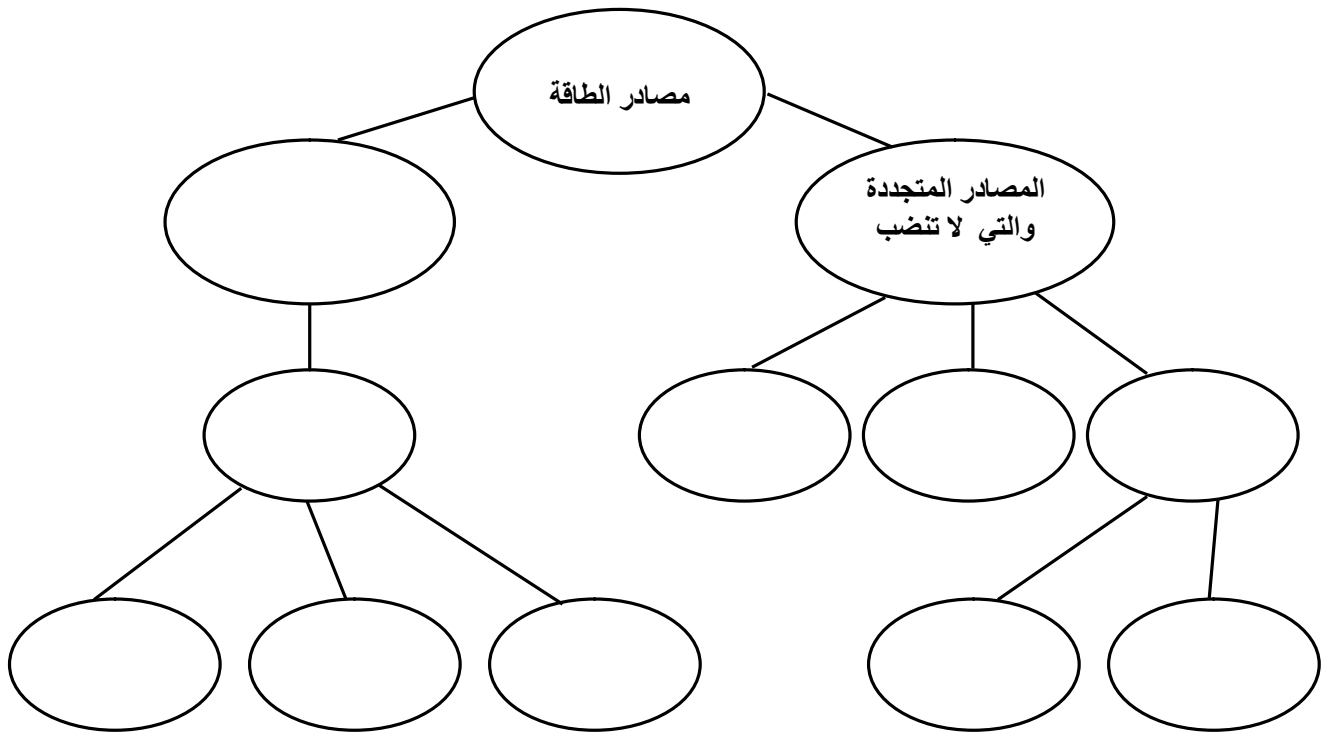 مصادر الطاقة
المصادر المتجددة
والتي لا تنضب